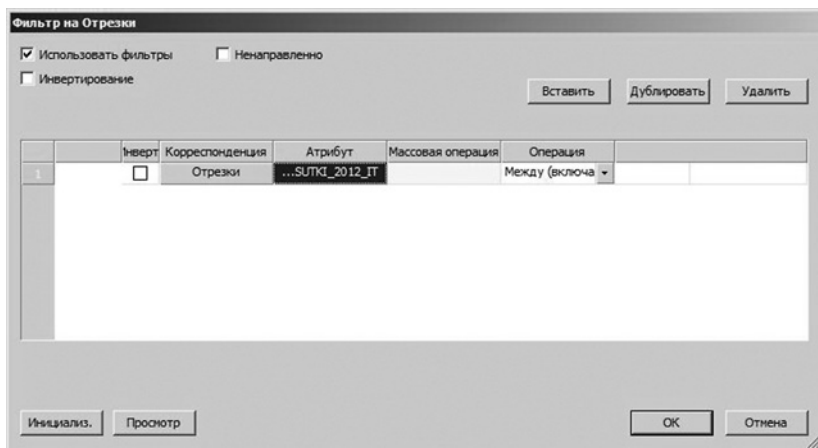 Фильтр на Отрезки
Использовать фильтры Ненаправленно
Инвертирование
Вставить Дублировать Удалить
Інверт Корреспонденция Атрибут Массовая операция Операция
1 Отрезки ...SUTKI_2012_IT Между (включа
Инициализ. Просмотр OK Отмена